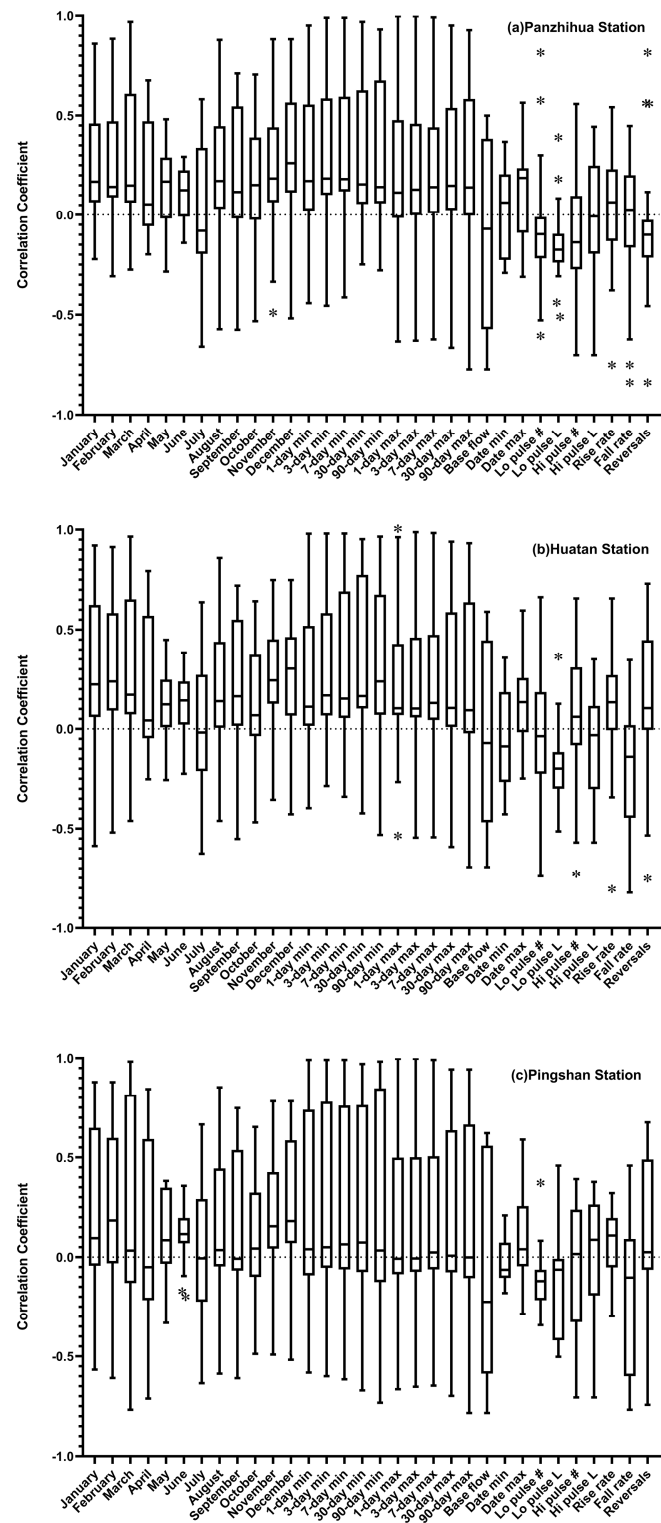 1.0
(a)Panzhihua Station
0.5
0.0
-0.5
-1.0
Correlation Coefficient
January
February
March
April
May
June
July
August
September
October
November
December
1-day min
3-day min
7-day min
30-day min
90-day min
1-day max
3-day max
7-day max
30-day max
90-day max
Base flow
Date min
Date max
Lo pulse #
Lo pulse L
Hi pulse #
Hi pulse L
Rise rate
Fall rate
Reversals
1.0
(b)Huatan Station
0.5
0.0
-0.5
-1.0
Correlation Coefficient
January
February
March
April
May
June
July
August
September
October
November
December
1-day min
3-day min
7-day min
30-day min
90-day min
1-day max
3-day max
7-day max
30-day max
90-day max
Base flow
Date min
Date max
Lo pulse #
Lo pulse L
Hi pulse #
Hi pulse L
Rise rate
Fall rate
Reversals
1.0
(c)Pingshan Station
0.5
0.0
-0.5
-1.0
Correlation Coefficient
January
February
March
April
May
June
July
August
September
October
November
December
1-day min
3-day min
7-day min
30-day min
90-day min
1-day max
3-day max
7-day max
30-day max
90-day max
Base flow
Date min
Date max
Lo pulse #
Lo pulse L
Hi pulse #
Hi pulse L
Rise rate
Fall rate
Reversals